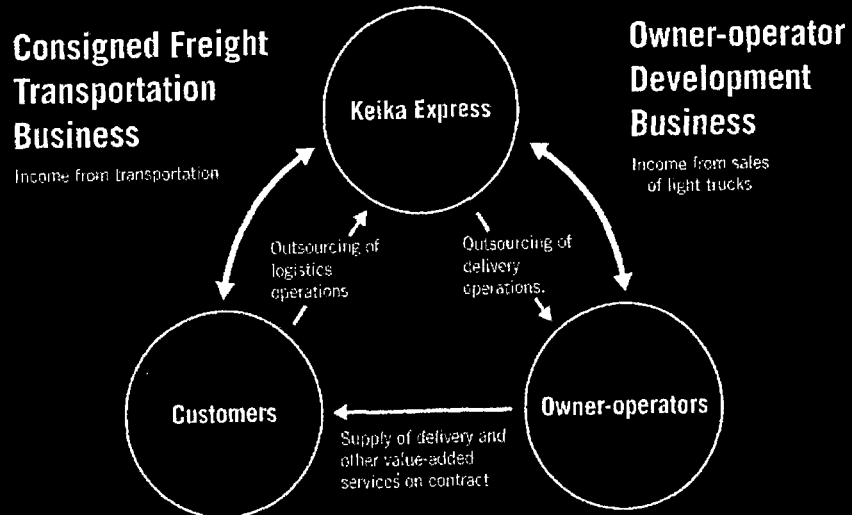 Consigned Freight
Transportation
Business
Income from transportation
Keika Express
Owner-operator
Development
Business
Income from sales
of light trucks
Outsourcing of
logistics
operations
Outsourcing of
delivery
operations.
Customers
Owner-operators
Supply of delivery and
other value-added
services on contract